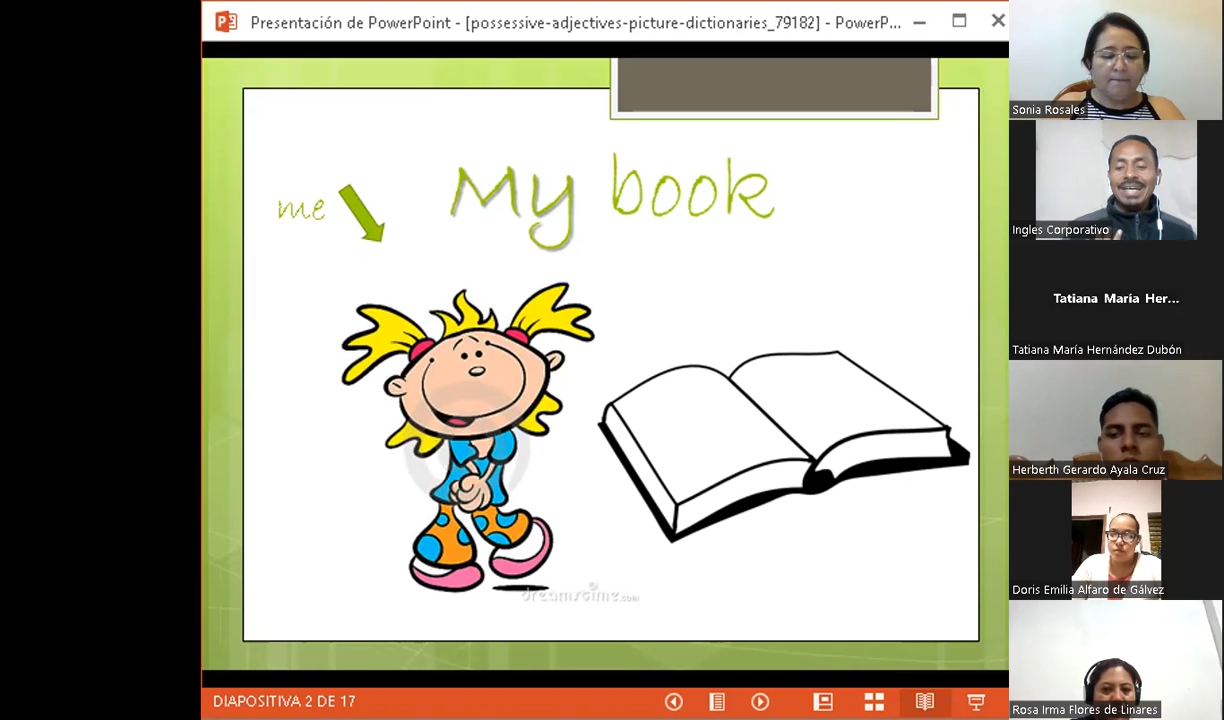 Presentación de PowerPoint - [possessive-adjectives-picture-dictionaries_79182] - PowerP...
My book
me
dreamstime.com
DIAPOSITIVA 2 DE 17
Sonia Rosales
Ingles Corporativo
Tatiana María Her...
Tatiana María Hernández Dubón
Herberth Gerardo Ayala Cruz
Doris Emilia Alfaro de Gálvez
Rosa Irma Flores de Linares